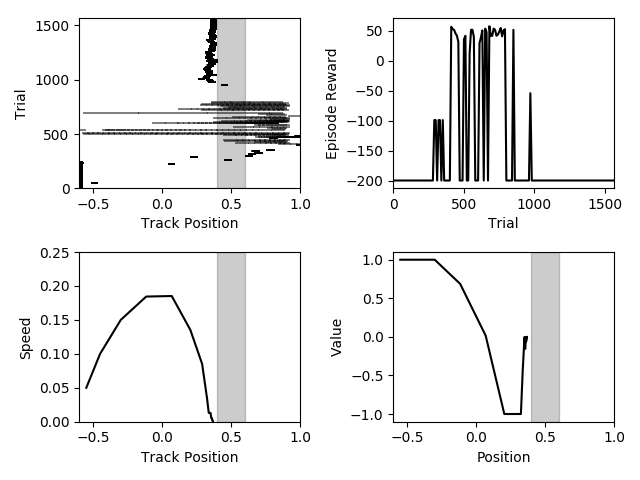 Trial
1500
1000
500
0
−0.5 0.0 0.5 1.0
Track Position
Episode Reward
50
0
−50
−100
−150
−200
0 500 1000 1500
Trial
Speed
0.25
0.20
0.15
0.10
0.05
0.00
−0.5 0.0 0.5 1.0
Track Position
Value
1.0
0.5
0.0
−0.5
−1.0
−0.5 0.0 0.5 1.0
Position